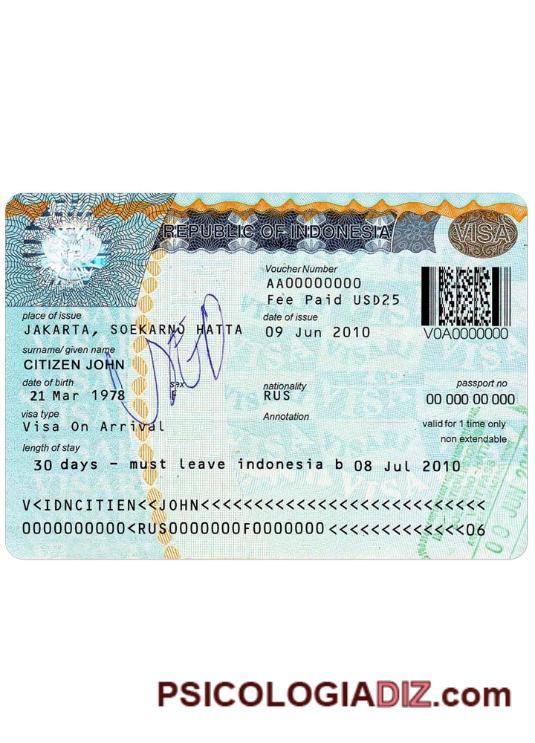 REPUBLIC OF INDONESIA
VISA
Voucher Number
AA00000000
Fee Paid USD25
place of issue
date of issue
V0A0000000
JAKARTA, SOEKARNO HATTA
09 Jun 2010
surname/ given name
CITIZEN JOHN
date of birth
sex
nationality
passport no
21 Mar 1978
F
RUS
00 000 00 000
visa type
Annotation
valid for 1 time only
Visa On Arrival
non extendable
length of stay
30 days - must leave indonesia b 08 Jul 2010
V<IDNCITIEN<<JOHN<<<<<<<<<<<<<<<<<<<<<<<<<<<
0000000000<RUS0000000F0000000<<<<<<<<<<<<<06
PSICOLOGIADIZ.com